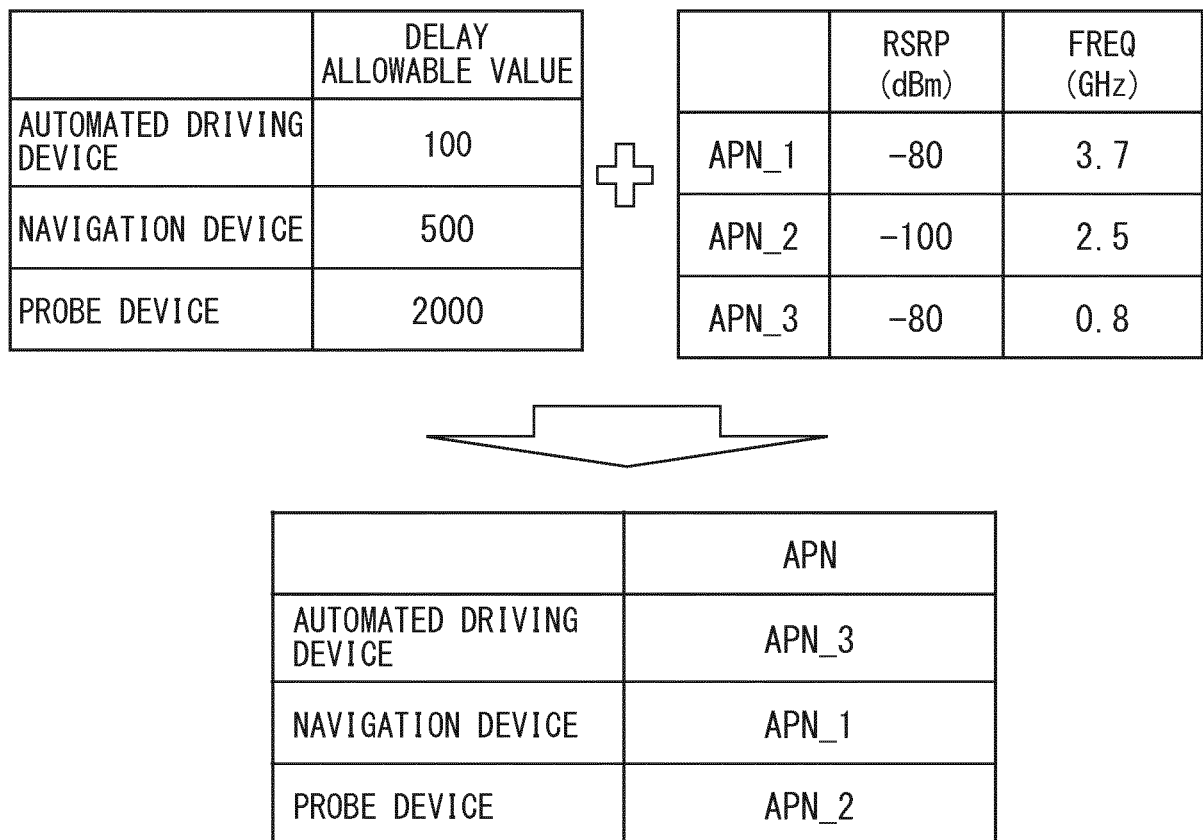 DELAY
ALLOWABLE VALUE
AUTOMATED DRIVING
DEVICE
100
NAVIGATION DEVICE
500
PROBE DEVICE
2000
RSRP
(dBm)
FREQ
(GHz)
APN_1
-80
3.7
APN_2
-100
2.5
APN_3
-80
0.8
APN
AUTOMATED DRIVING
DEVICE
APN_3
NAVIGATION DEVICE
APN_1
PROBE DEVICE
APN_2